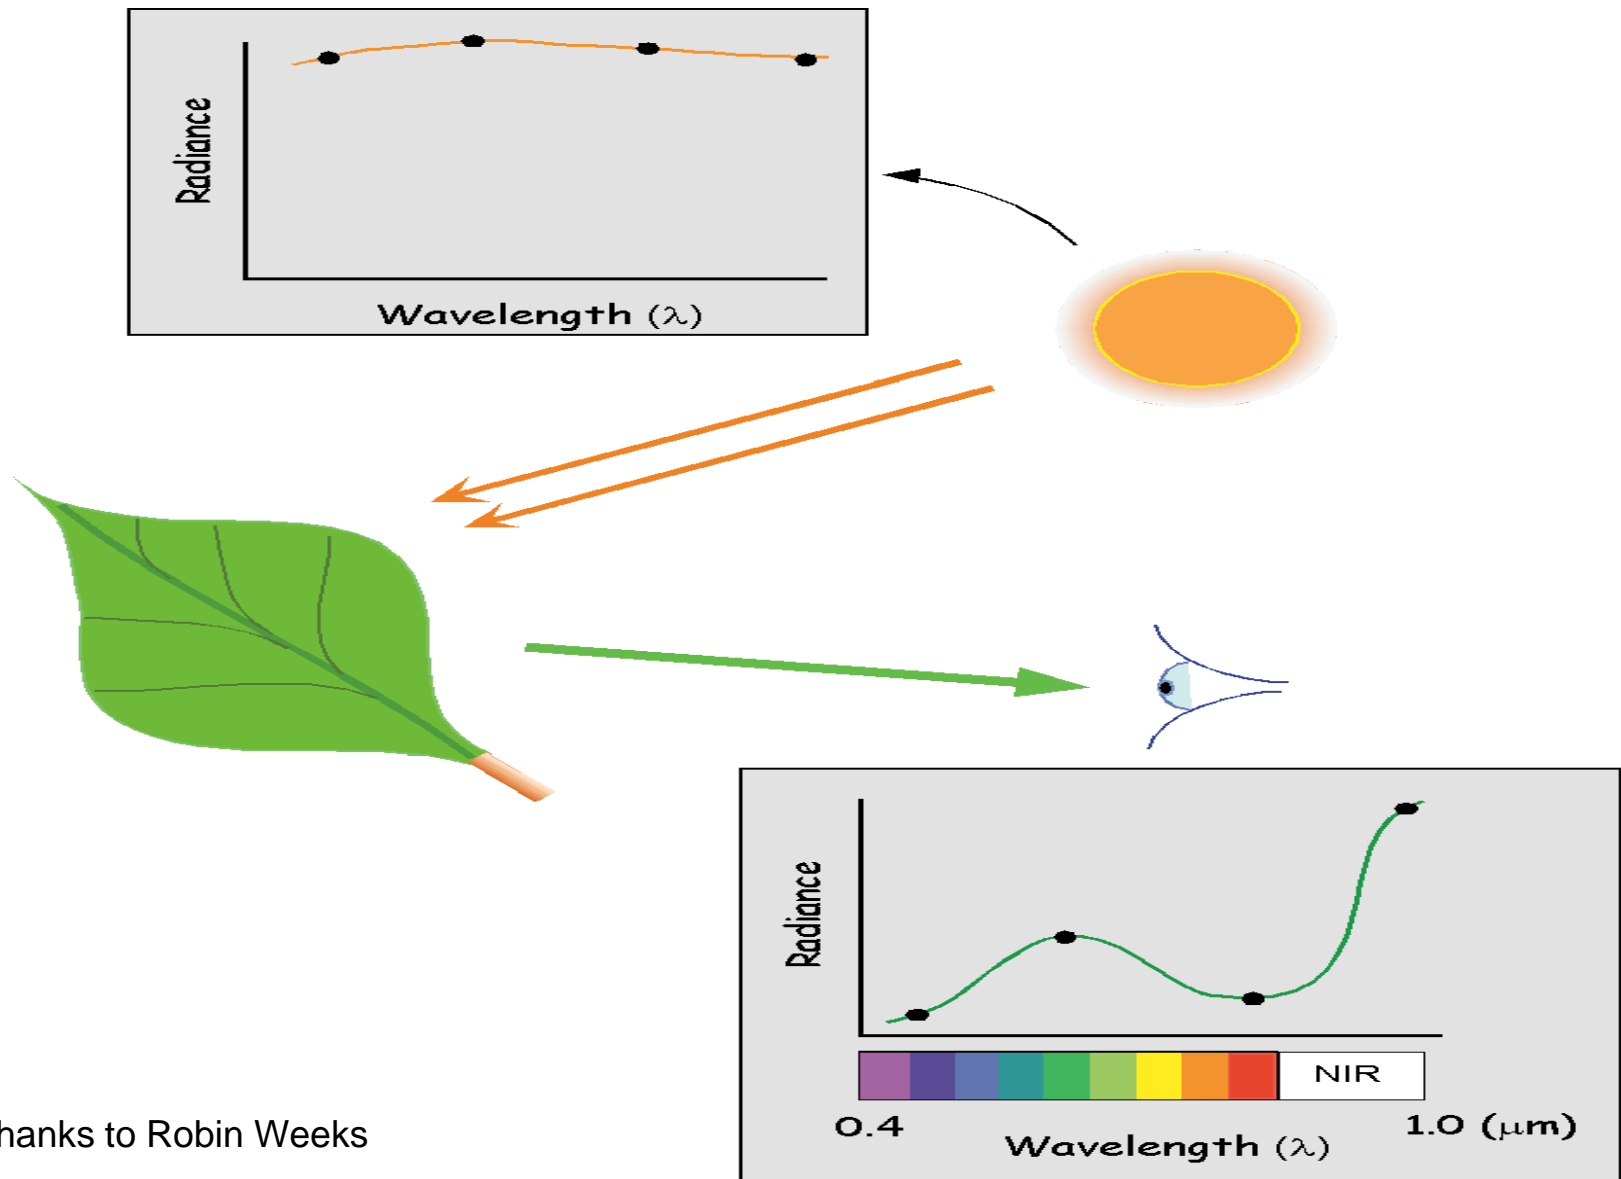 Radiance
Wavelength (λ)
Radiance
NIR
0.4
1.0 (μm)
Wavelength (λ)
hanks to Robin Weeks